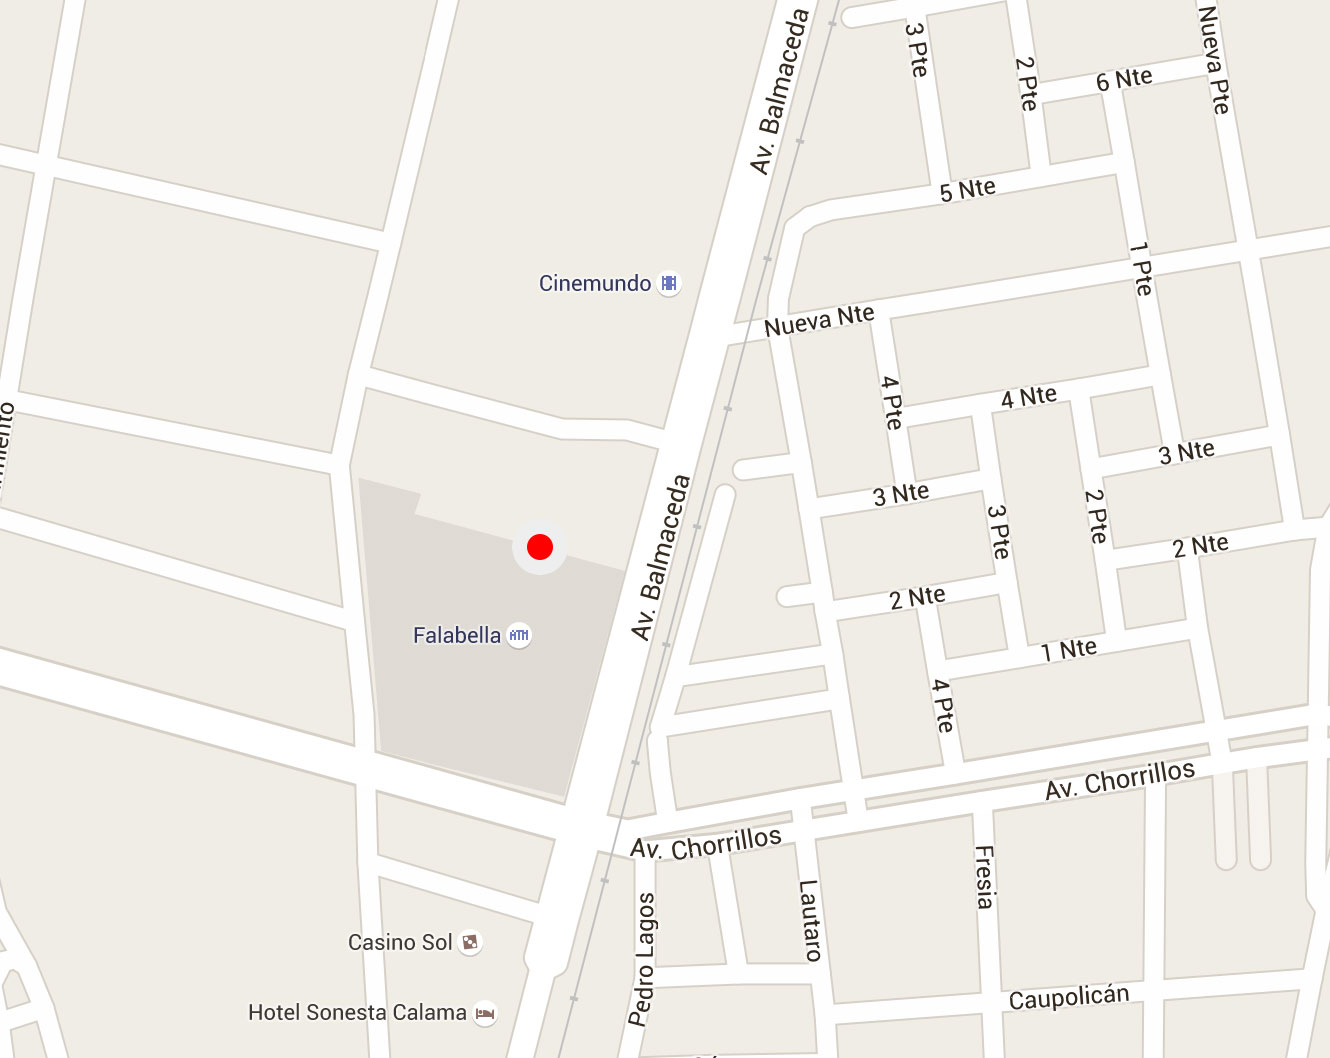 Av. Balmaceda
3 Pte
2 Pte
Nueva Pte
6 Nte
5 Nte
1 Pte
Cinemundo
Nueva Nte
4 Pte
4 Nte
3 Nte
3 Nte
Av. Balmaceda
3 Pte
2 Pte
2 Nte
2 Nte
Falabella
ATM
1 Nte
4 Pte
Av. Chorrillos
Av. Chorrillos
Fresia
Lautaro
Pedro Lagos
Casino Sol
Caupolicán
Hotel Sonesta Calama